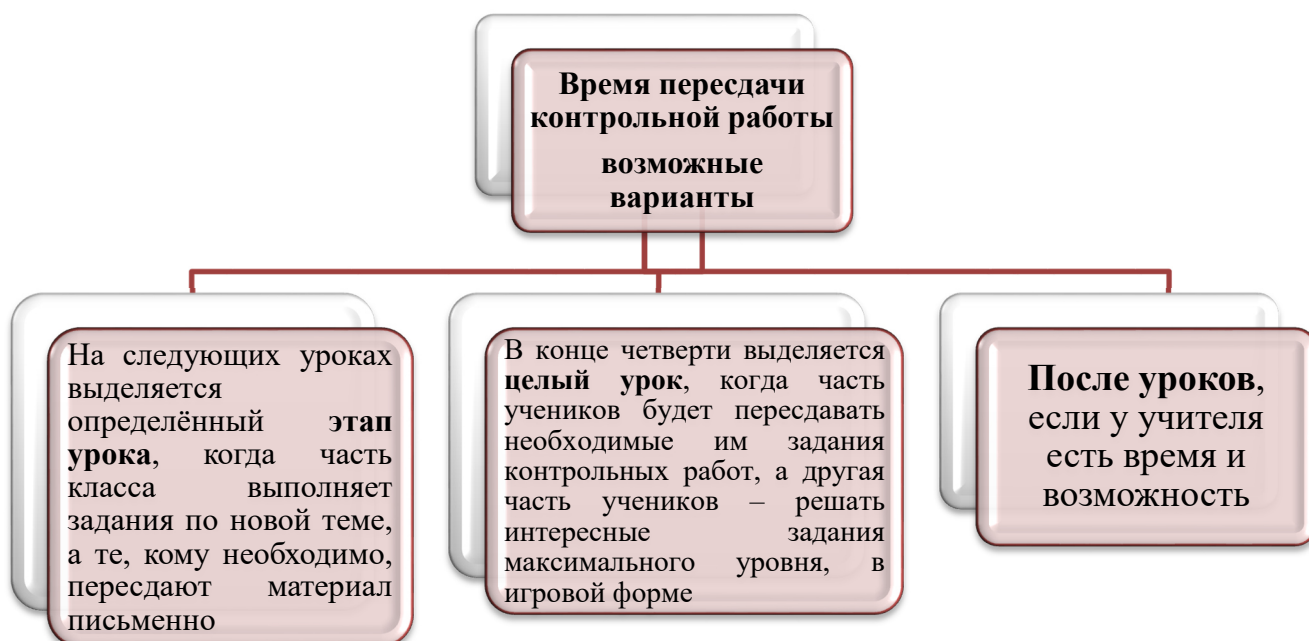 Время пересдачи
контрольной работы
возможные
варианты
На следующих уроках
выделяется
определённый этап
урока, когда часть
класса выполняет
задания по новой теме,
а те, кому необходимо,
пересдают материал
письменно
В конце четверти выделяется
целый урок, когда часть
учеников будет пересдавать
необходимые им задания
контрольных работ, а другая
часть учеников – решать
интересные задания
максимального уровня, в
игровой форме
После уроков,
если у учителя
есть время и
возможность